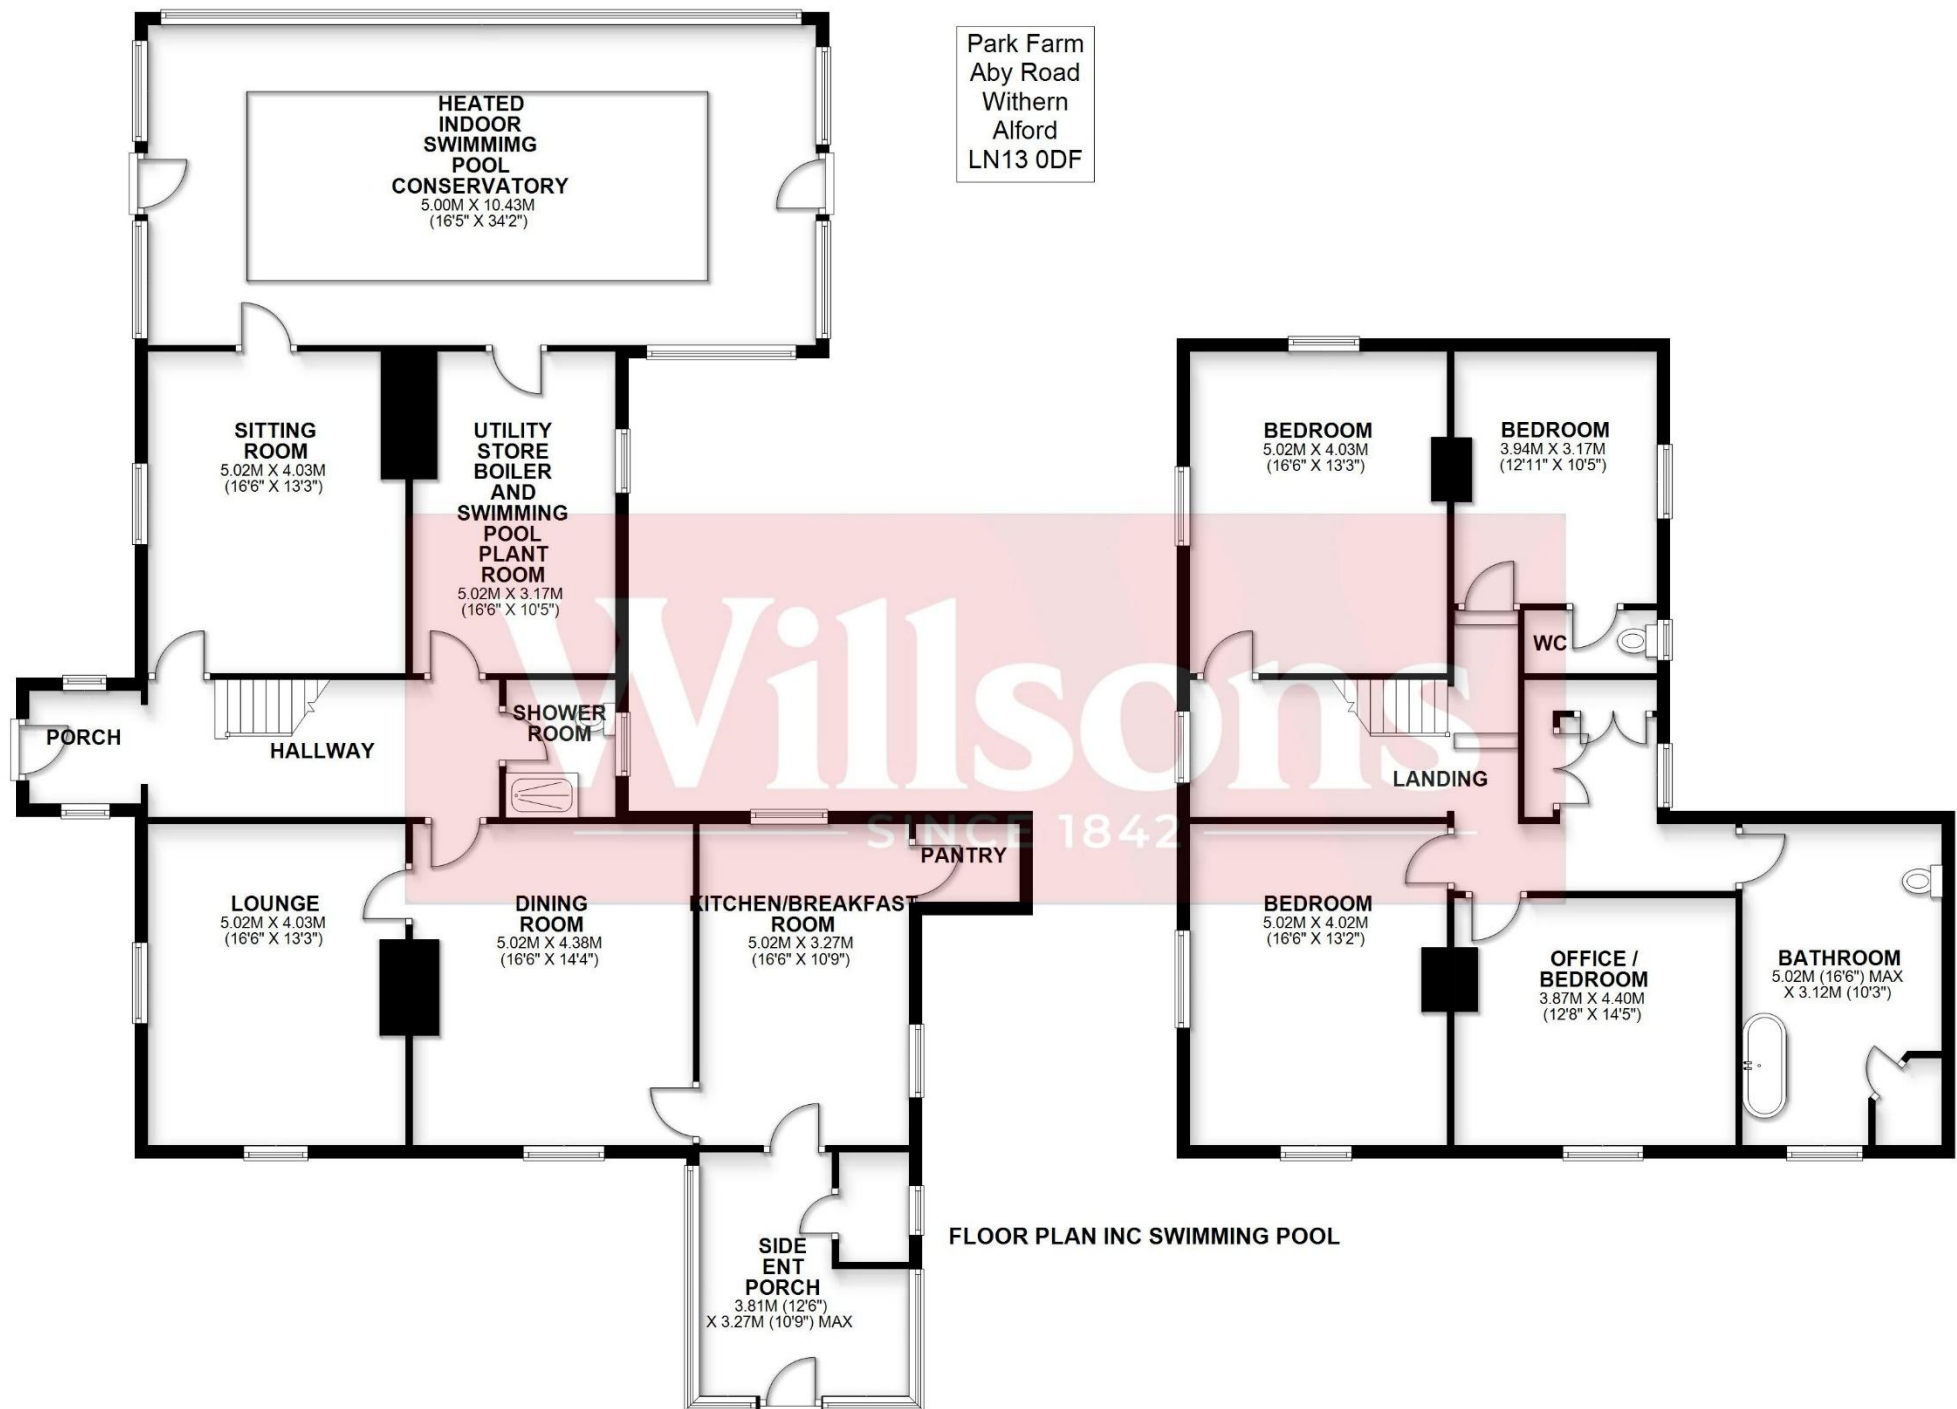 Park Farm
Aby Road
Withern
Alford
LN13 0DF
HEATED
INDOOR
SWIMMIMG
POOL
CONSERVATORY
5.00M X 10.43M
(16'5" X 34'2")
SITTING
ROOM
5.02M X 4.03M
(16'6" X 13'3")
UTILITY
STORE
BOILER
AND
SWIMMING
POOL
PLANT
ROOM
5.02M X 3.17M
(16'6" X 10'5")
PORCH
HALLWAY
SHOWER
ROOM
LOUNGE
5.02M X 4.03M
(16'6" X 13'3")
DINING
ROOM
5.02M X 4.38M
(16'6" X 14'4")
KITCHEN/BREAKFAST
ROOM
5.02M X 3.27M
(16'6" X 10'9")
PANTRY
SIDE
ENT
PORCH
3.81M (12'6")
X 3.27M (10'9") MAX
BEDROOM
5.02M X 4.03M
(16'6" X 13'3")
BEDROOM
3.94M X 3.17M
(12'11" X 10'5")
WC
LANDING
BEDROOM
5.02M X 4.02M
(16'6" X 13'2")
OFFICE /
BEDROOM
3.87M X 4.40M
(12'8" X 14'5")
BATHROOM
5.02M (16'6") MAX
X 3.12M (10'3")
FLOOR PLAN INC SWIMMING POOL
Willsons
SINCE 1842